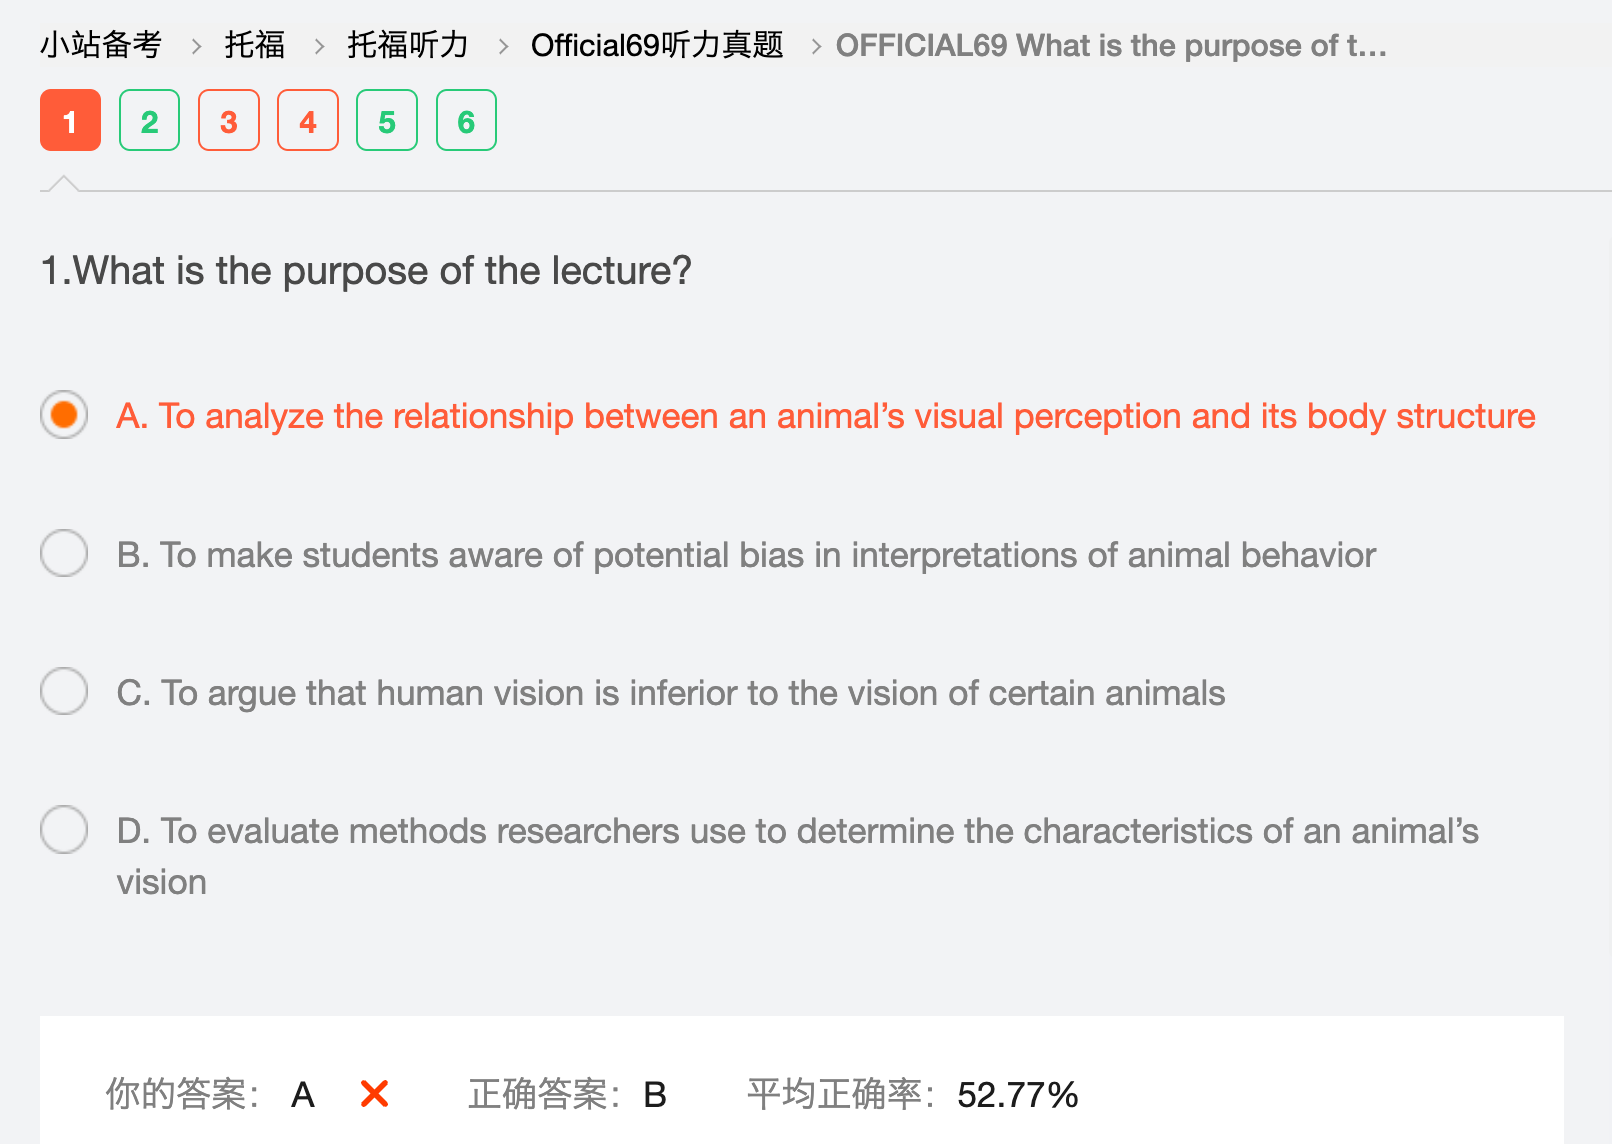 小站备考 > 托福 > 托福听力 > Official69听力真题 > OFFICIAL69 What is the purpose of t...
1 2 3 4 5 6
1.What is the purpose of the lecture?
A. To analyze the relationship between an animal’s visual perception and its body structure
B. To make students aware of potential bias in interpretations of animal behavior
C. To argue that human vision is inferior to the vision of certain animals
D. To evaluate methods researchers use to determine the characteristics of an animal’s
vision
你的答案： A 正确答案： B 平均正确率： 52.77%